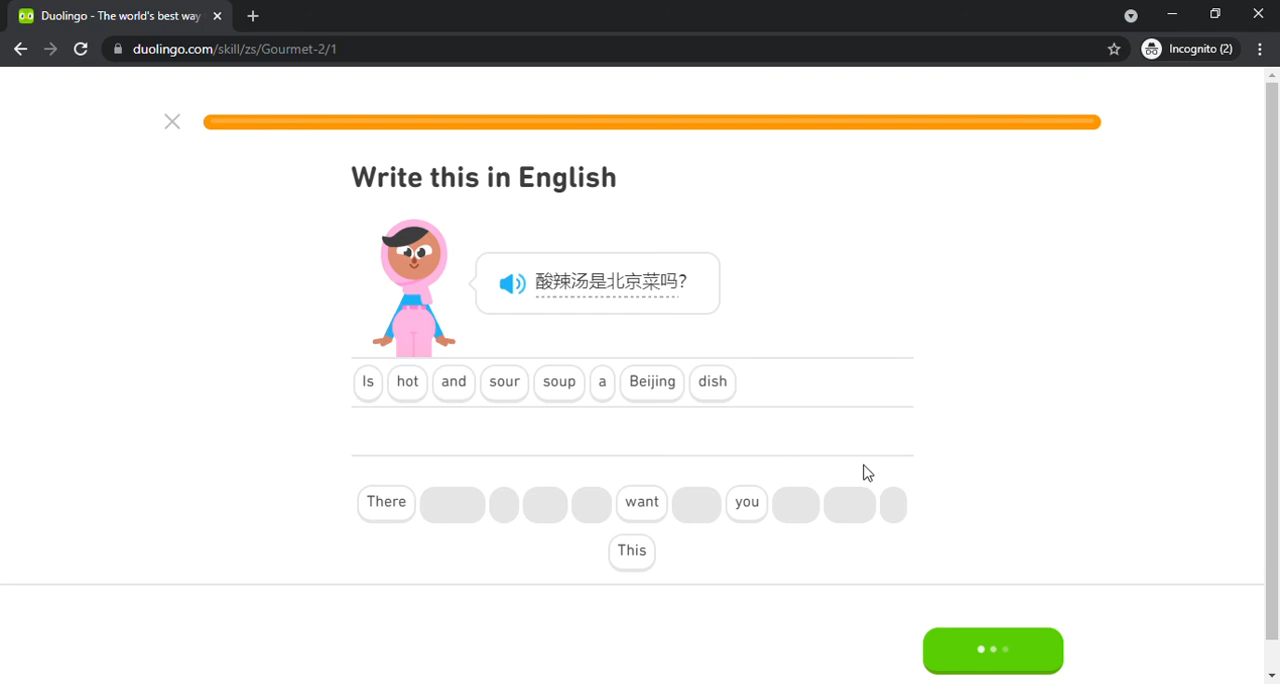 Duolingo - The world's best way
duolingo.com/skill/zs/Gourmet-2/1
Incognito (2)
Write this in English
酸辣汤是北京菜吗?
Is hot and sour soup a Beijing dish
There want you
This